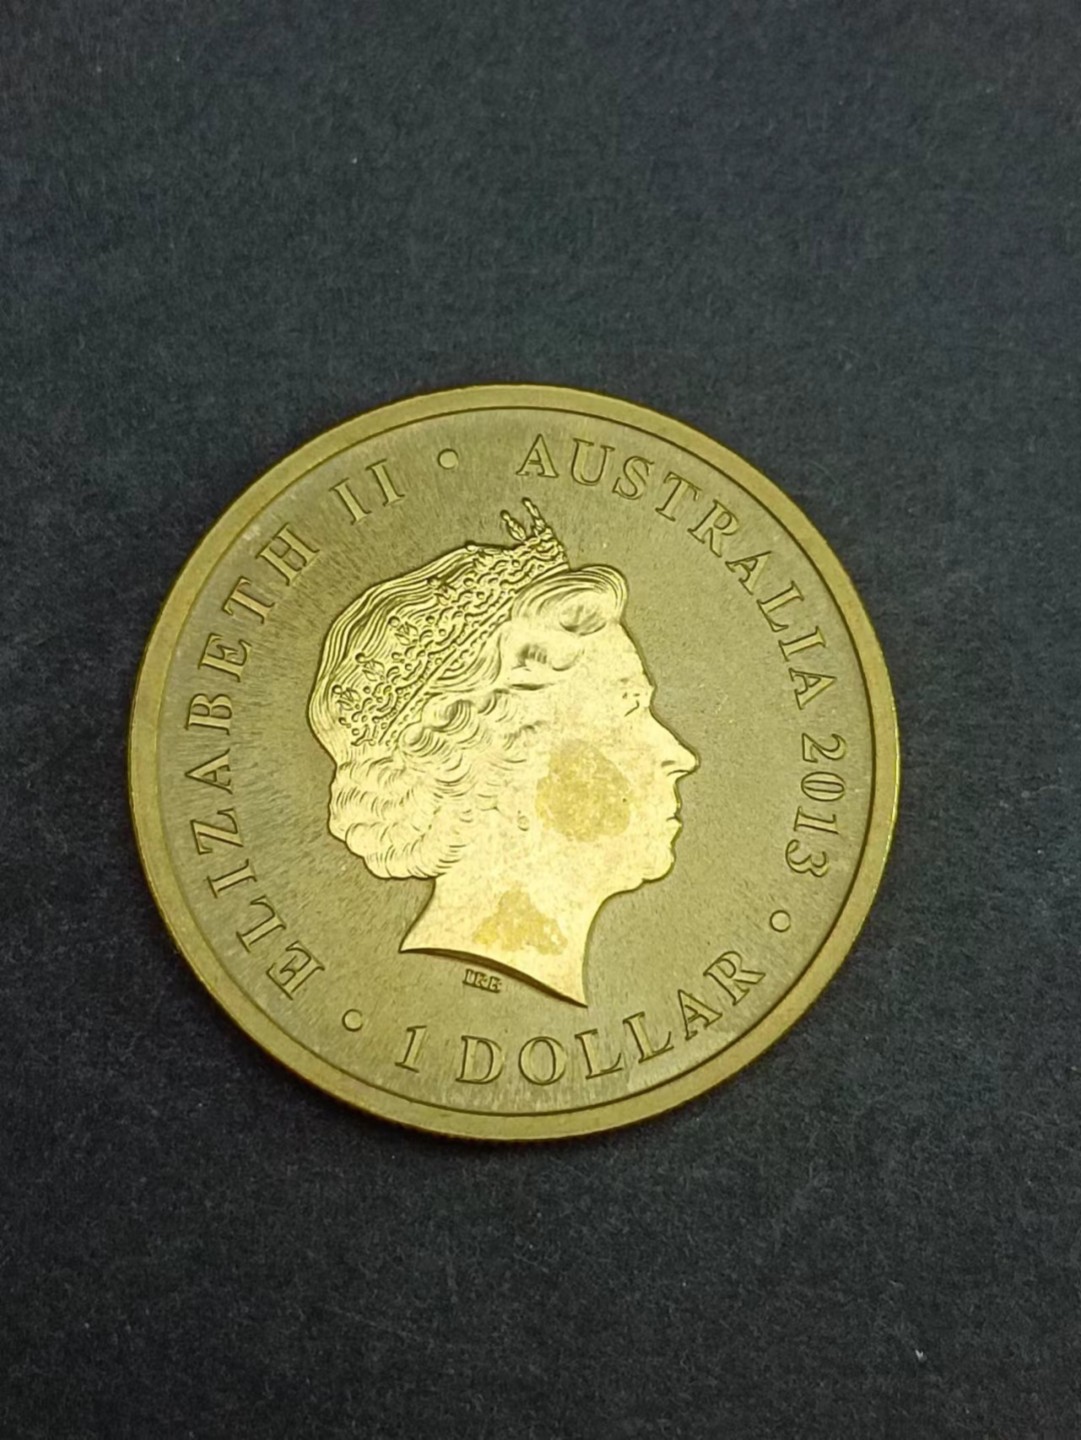 ELIZABETH II • AUSTRALIA 2013 • 1 DOLLAR •
IRB